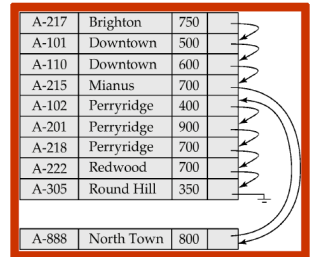 A-217 Brighton 750
A-101 Downtown 500
A-110 Downtown 600
A-215 Mianus 700
A-102 Perryridge 400
A-201 Perryridge 900
A-218 Perryridge 700
A-222 Redwood 700
A-305 Round Hill 350
A-888 North Town 800